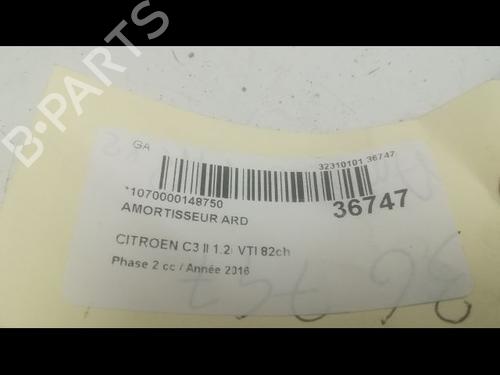 B-PARTS
GA
32310101 36747
*1070000148750
36747
AMORTISSEUR ARD
CITROEN C3 II 1.2i VTI 82ch
Phase 2 cc / Année 2016